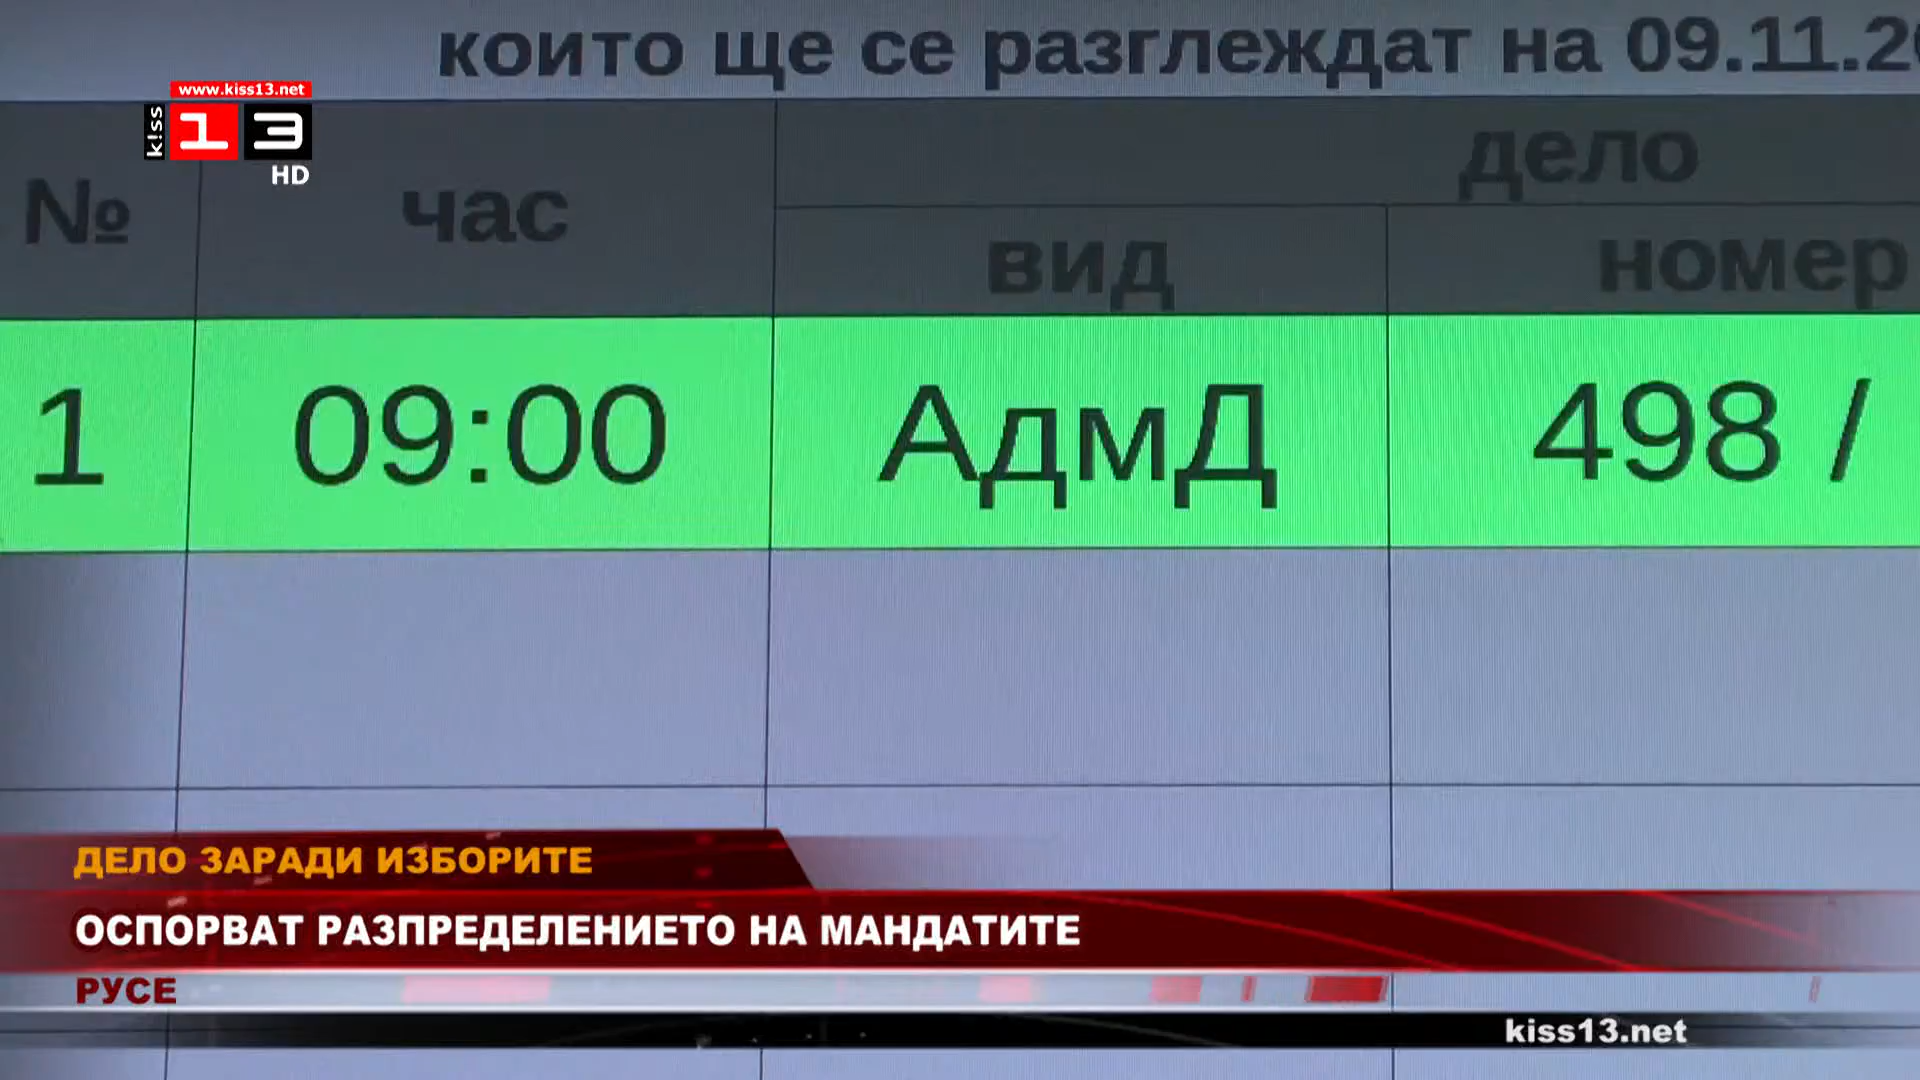 които ще се разглеждат на 09.11.20
www.kiss13.net
kiss 13
HD
№ час дело
вид номер
1 09:00 АдмД 498 /
ДЕЛО ЗАРАДИ ИЗБОРИТЕ
ОСПОРВАТ РАЗПРЕДЕЛЕНИЕТО НА МАНДАТИТЕ
РУСЕ
kiss13.net